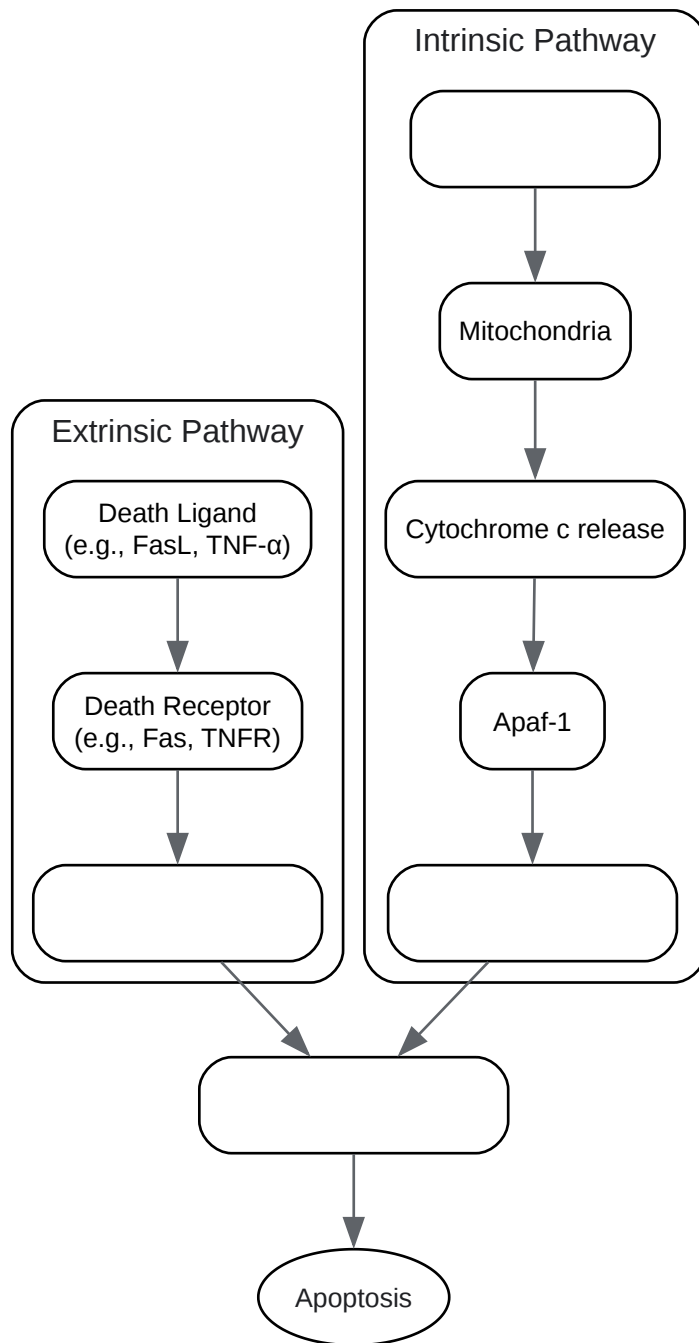 Intrinsic Pathway
Mitochondria
Extrinsic Pathway
Death Ligand
(e.g., FasL, TNF-α)
Cytochrome c release
Death Receptor
(e.g., Fas, TNFR)
Apaf-1
Apoptosis